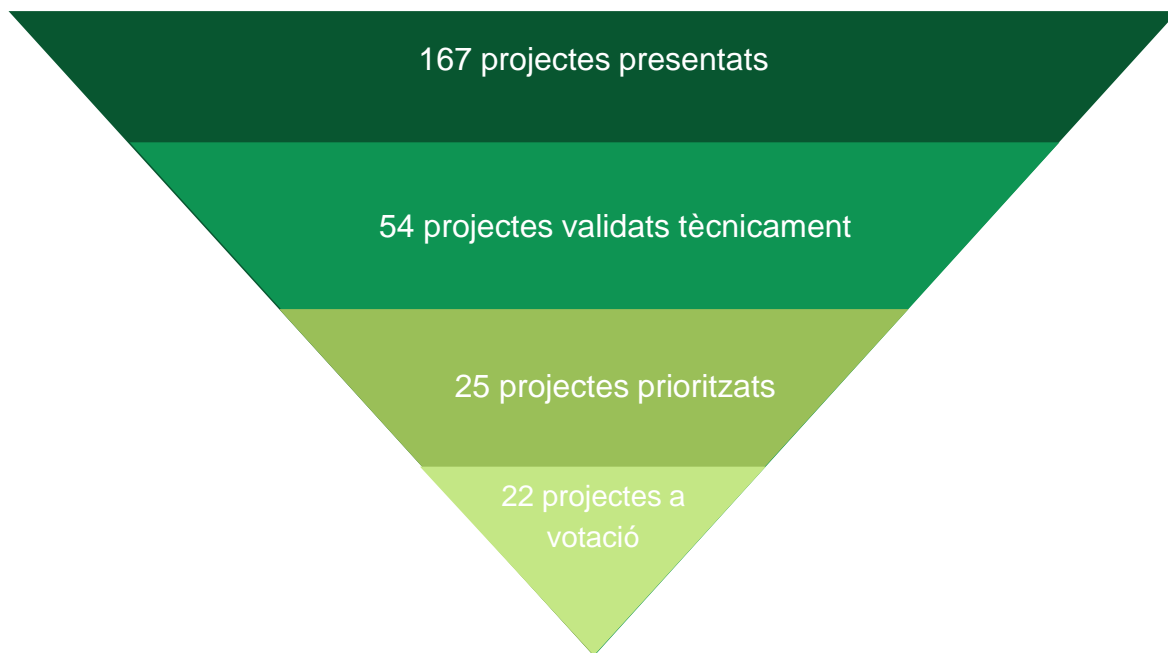 167 projectes presentats
54 projectes validats tècnicament
25 projectes prioritzats
22 projectes a
votació